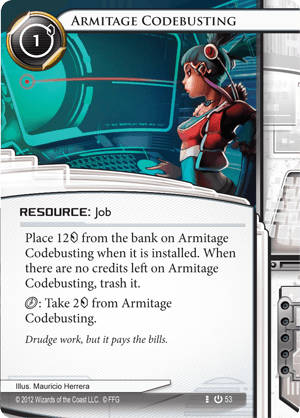 ARMITAGE CODEBUSTING
1
RESOURCE: Job
Place 12 from the bank on Armitage
Codebusting when it is installed. When
there are no credits left on Armitage
Codebusting, trash it.
: Take 2 from Armitage
Codebusting.
Drudge work, but it pays the bills.
Illus. Mauricio Herrera
© 2012 Wizards of the Coast LLC. © FFG 53